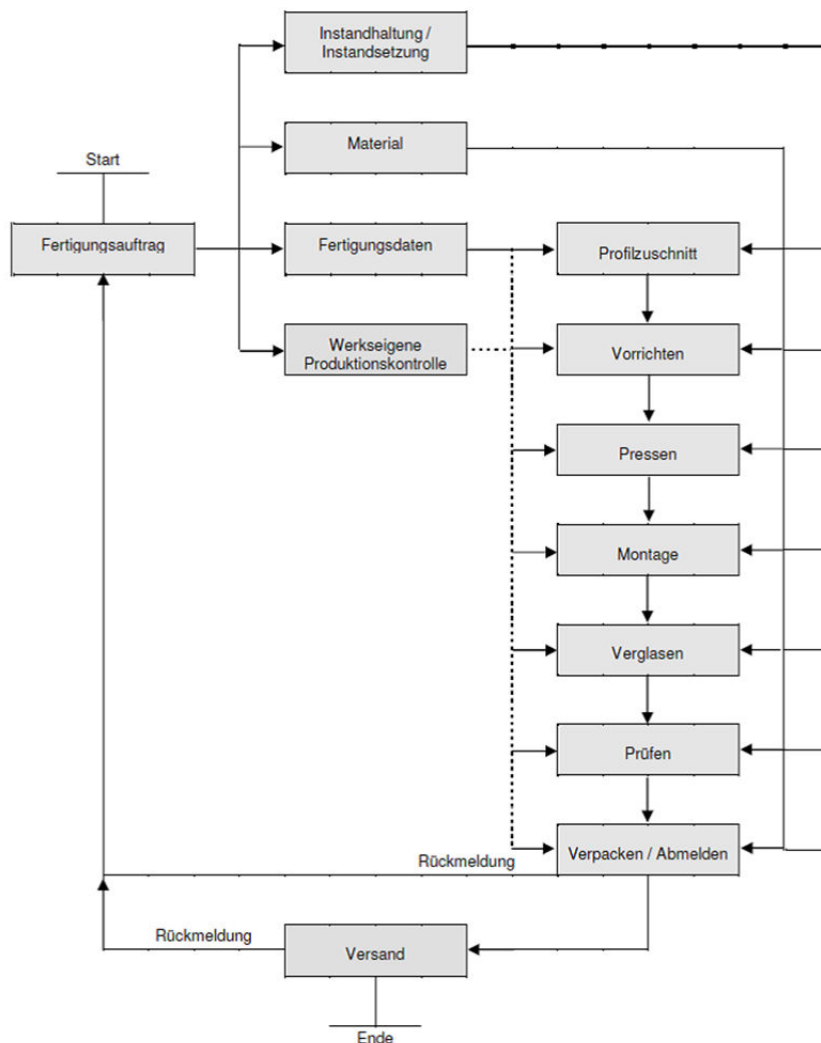 Instandhaltung /
Instandsetzung
Material
Start
Fertigungsauftrag
Fertigungsdaten
Profilzuschnitt
Werkseigene
Produktionskontrolle
Vorrichten
Pressen
Montage
Verglasen
Prüfen
Verpacken / Abmelden
Rückmeldung
Rückmeldung
Versand
Ende